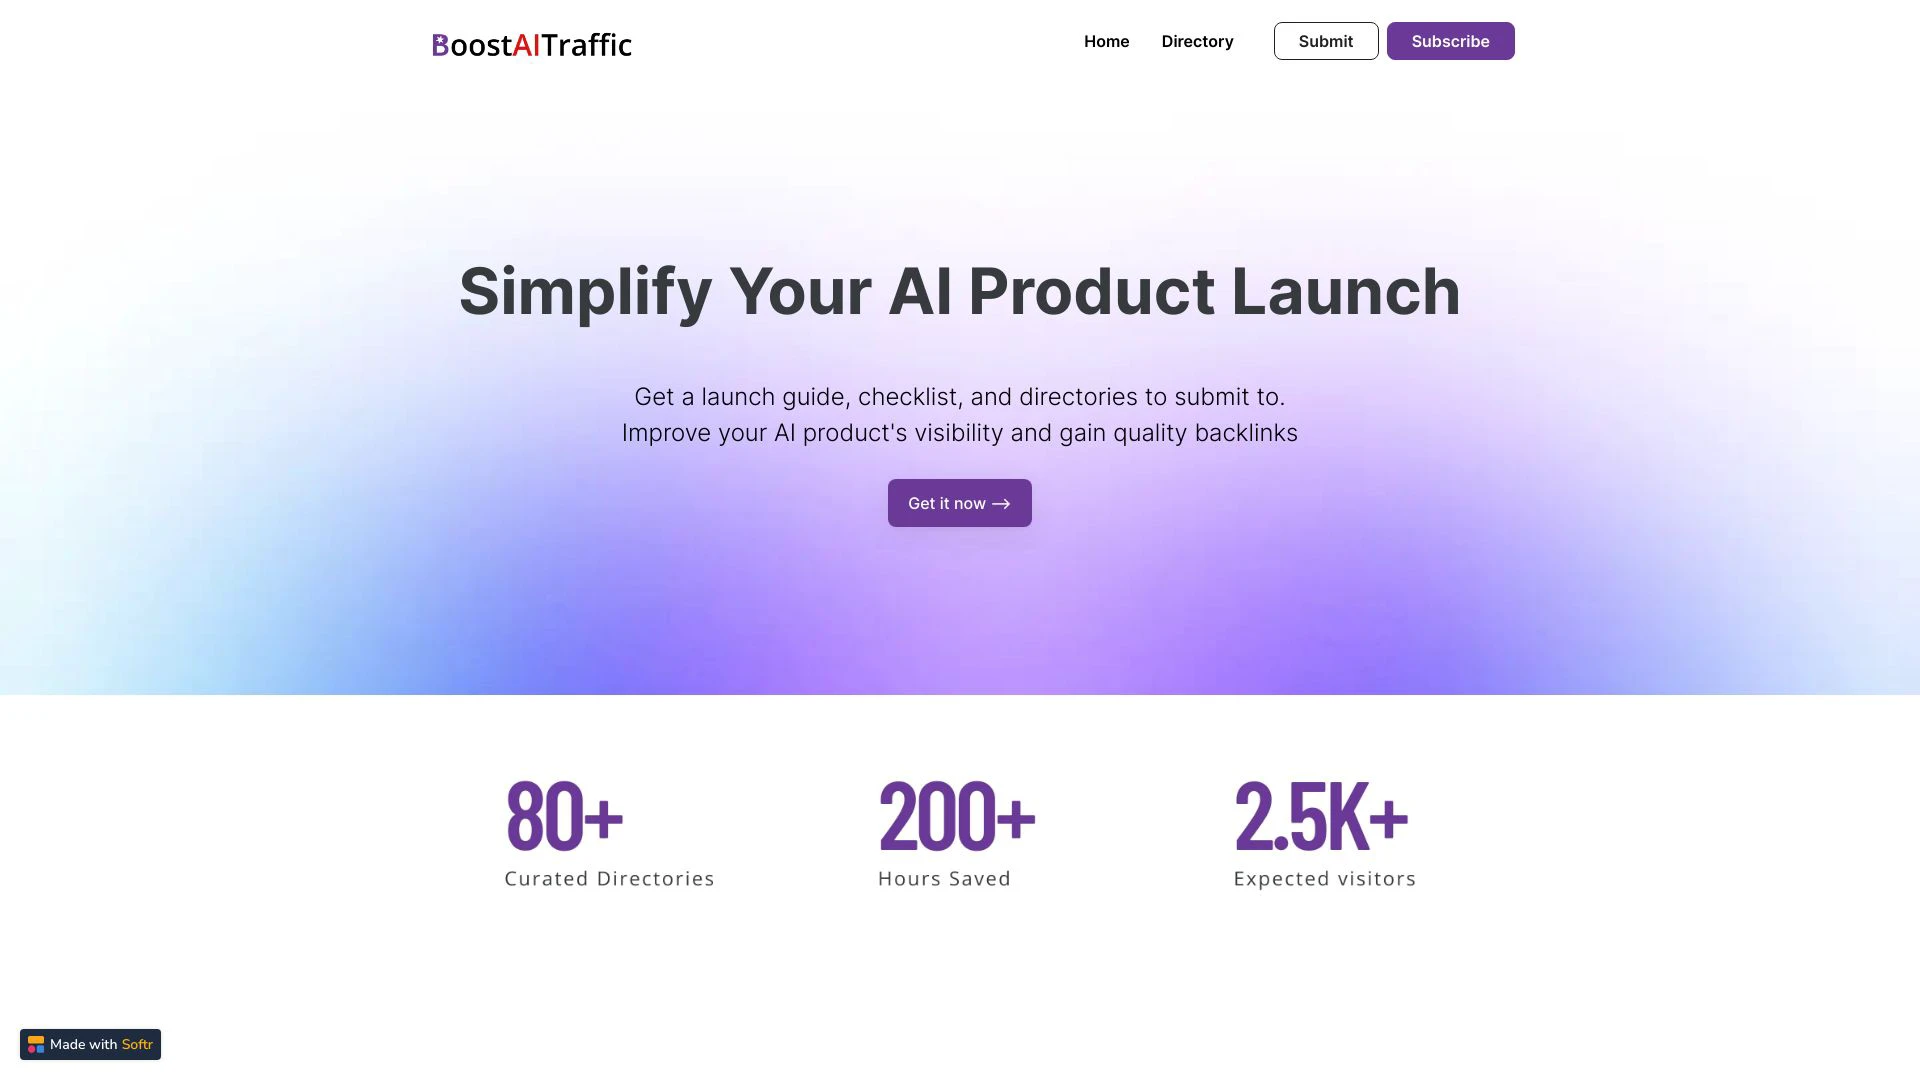 BoostAITraffic
Home
Directory
Submit
Subscribe
Simplify Your AI Product Launch
Get a launch guide, checklist, and directories to submit to.
Improve your AI product's visibility and gain quality backlinks
Get it now →
80+
Curated Directories
200+
Hours Saved
2.5K+
Expected visitors
Made with Softr